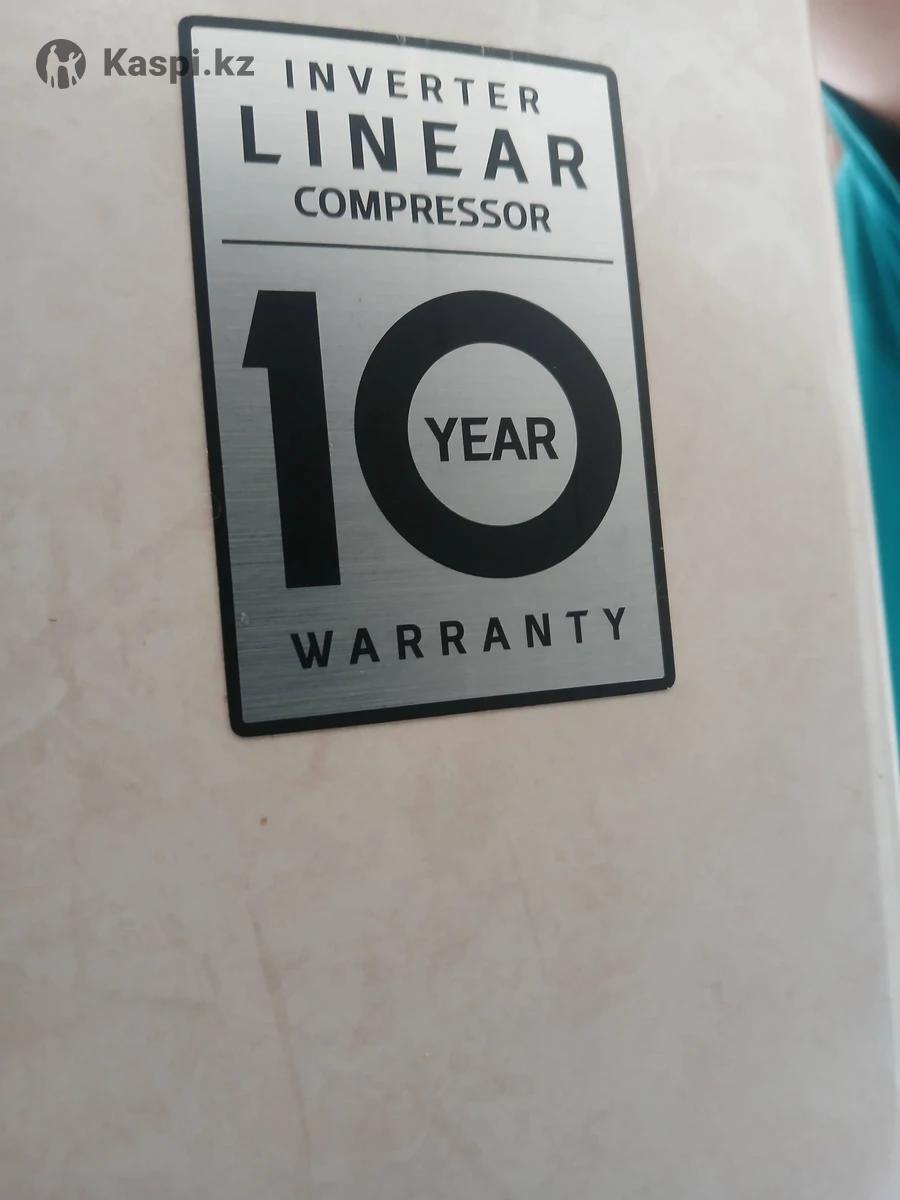 Kaspi.kz
INVERTER
LINEAR
COMPRESSOR
10
YEAR
WARRANTY